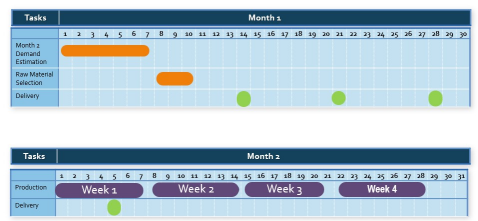 Tasks Month 1
1 2 3 4 5 6 7 8 9 10 11 12 13 14 15 16 17 18 19 20 21 22 23 24 25 26 27 28 29 30
Month 2
Demand
Estimation
Raw Material
Selection
Delivery
Tasks Month 2
1 2 3 4 5 6 7 8 9 10 11 12 13 14 15 16 17 18 19 20 21 22 23 24 25 26 27 28 29 30 31
Production Week 1 Week 2 Week 3 Week 4
Delivery